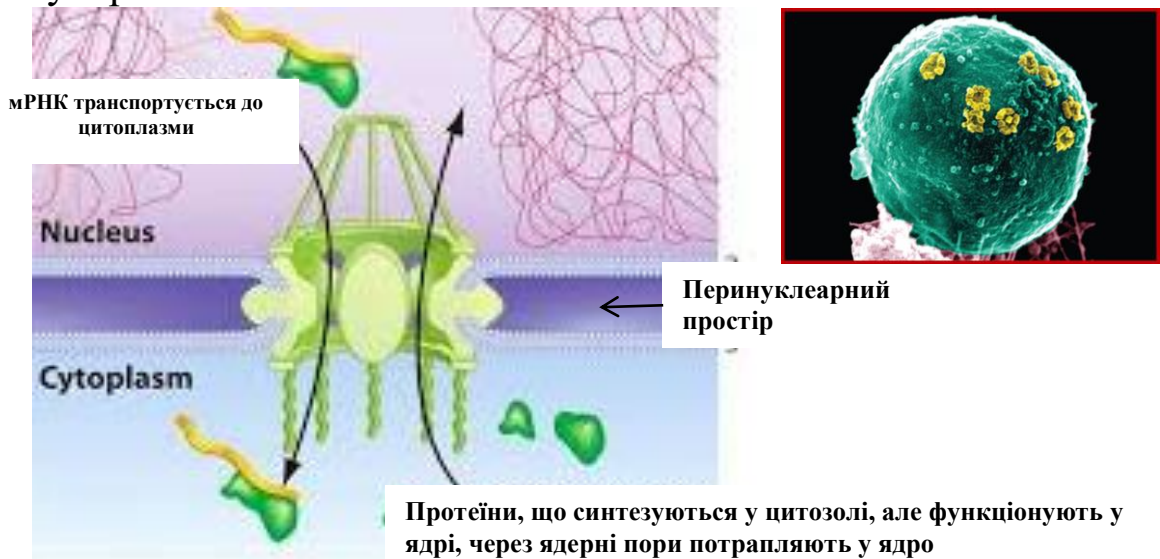 мРНК транспортується до
цитоплазми
Nucleus
Перинуклеарний
простір
Cytoplasm
Протеїни, що синтезуються у цитозолі, але функціонують у
ядрі, через ядерні пори потрапляють у ядро